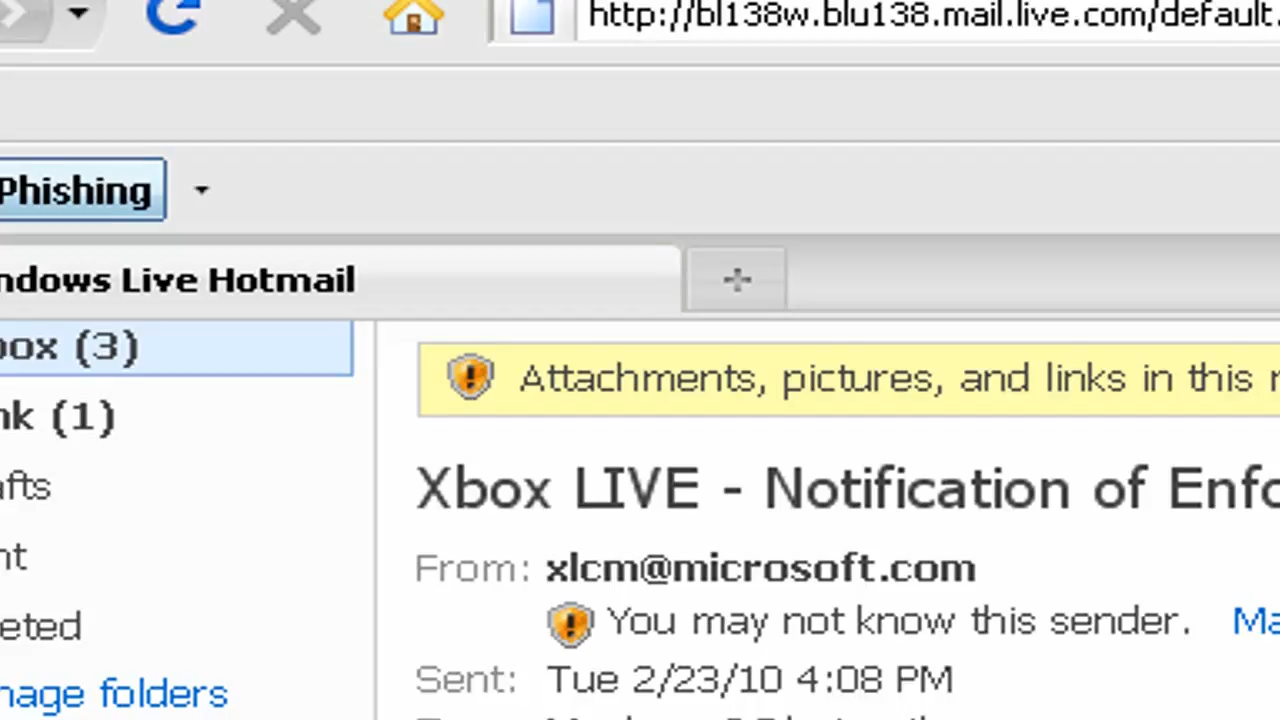 http://bl138w.blu138.mail.live.com/default.
Phishing
ndows Live Hotmail
box (3)
nk (1)
Attachments, pictures, and links in this
afts
Xbox LIVE - Notification of Enfo
nt
From: xlcm@microsoft.com
eted
You may not know this sender. Ma
nage folders
Sent: Tue 2/23/10 4:08 PM